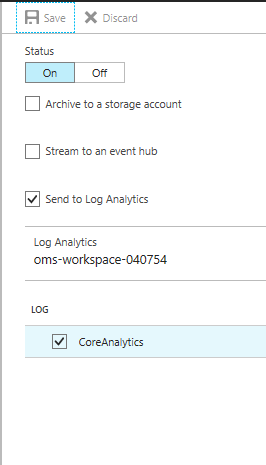 Save Discard
Status
On Off
Archive to a storage account
Stream to an event hub
Send to Log Analytics
Log Analytics
oms-workspace-040754
LOG
CoreAnalytics